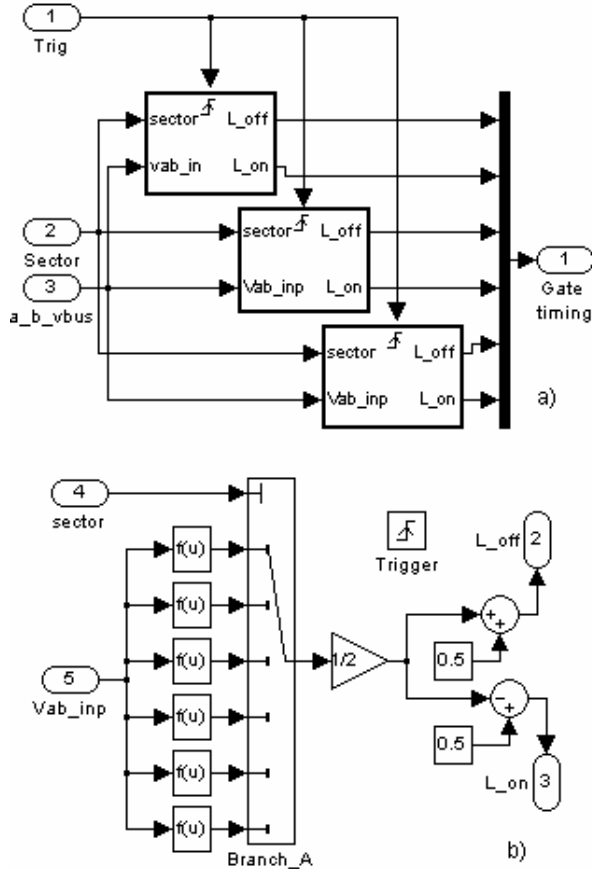 1
Trig
sector
L_off
vab_in
L_on
2
Sector
sector
L_off
3
a_b_vbus
Vab_inp
L_on
1
Gate
timing
sector
L_off
Vab_inp
L_on
a)
4
sector
f(u)
f(u)
f(u)
f(u)
f(u)
f(u)
5
Vab_inp
Branch_A
1/2
Trigger
L_off
2
+
+
0.5
-
+
0.5
L_on
3
b)